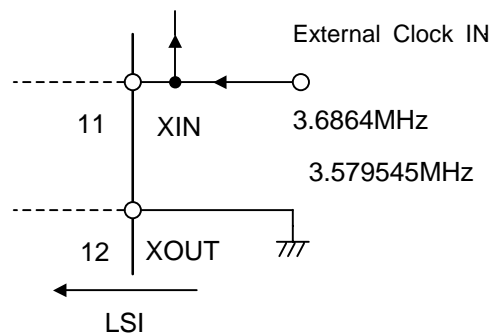 External Clock IN
11 XIN
3.6864MHz
3.579545MHz
12 XOUT
LSI